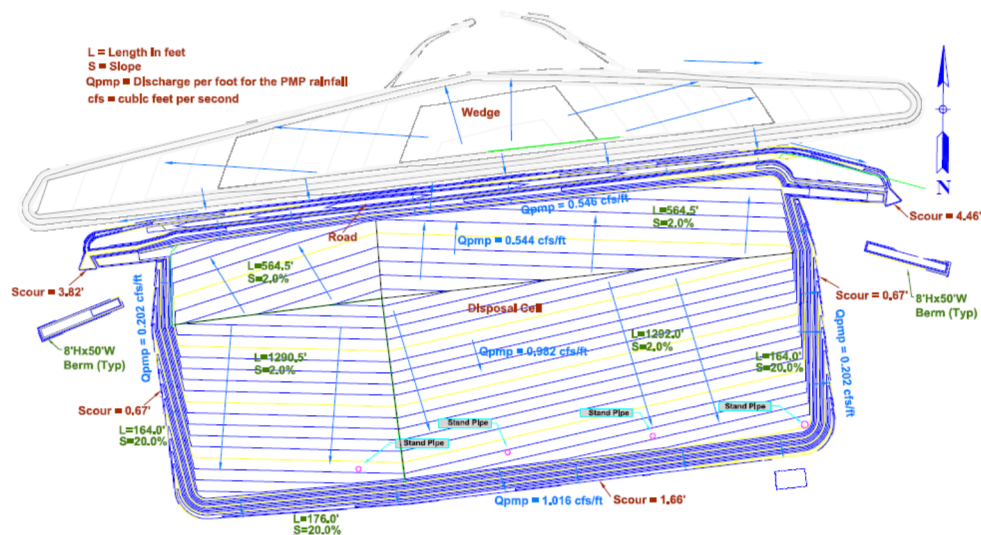 L = Length in feet
S = Slope
Qpmp = Discharge per foot for the PMP rainfall
cfs = cubic feet per second
Wedge
N
Qpmp = 0.546 cfs/ft
L=564.5'
S=2.0%
Scour = 4.46'
Road
Qpmp = 0.544 cfs/ft
L=564.5'
S=2.0%
Scour = 3.82'
8'Hx50'W
Berm (Typ)
Qpmp = 0.202 cfs/ft
Disposal Cell
Scour = 0.67'
8'Hx50'W
Berm (Typ)
L=1290.5'
S=2.0%
Qpmp = 0.982 cfs/ft
L=1292.0'
S=2.0%
L=164.0'
S=20.0%
Qpmp = 0.202 cfs/ft
Scour = 0.67'
L=164.0'
S=20.0%
Stand Pipe
Stand Pipe
Stand Pipe
Stand Pipe
Qpmp = 1.016 cfs/ft
Scour = 1.66'
L=176.0'
S=20.0%